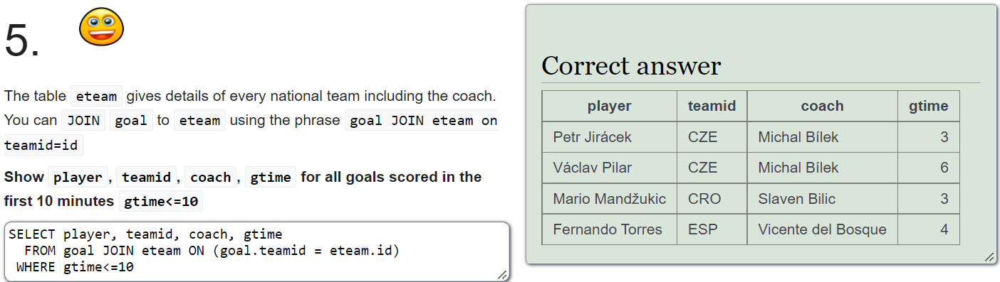 5.
The table eteam gives details of every national team including the coach.
You can JOIN goal to eteam using the phrase goal JOIN eteam on
teamid=id
Show player, teamid, coach, gtime for all goals scored in the
first 10 minutes gtime<=10
SELECT player, teamid, coach, gtime
FROM goal JOIN eteam ON (goal.teamid = eteam.id)
WHERE gtime<=10
Correct answer
player teamid coach gtime
Petr Jirácek CZE Michal Bílek 3
Václav Pilar CZE Michal Bílek 6
Mario Mandžukic CRO Slaven Bilic 3
Fernando Torres ESP Vicente del Bosque 4